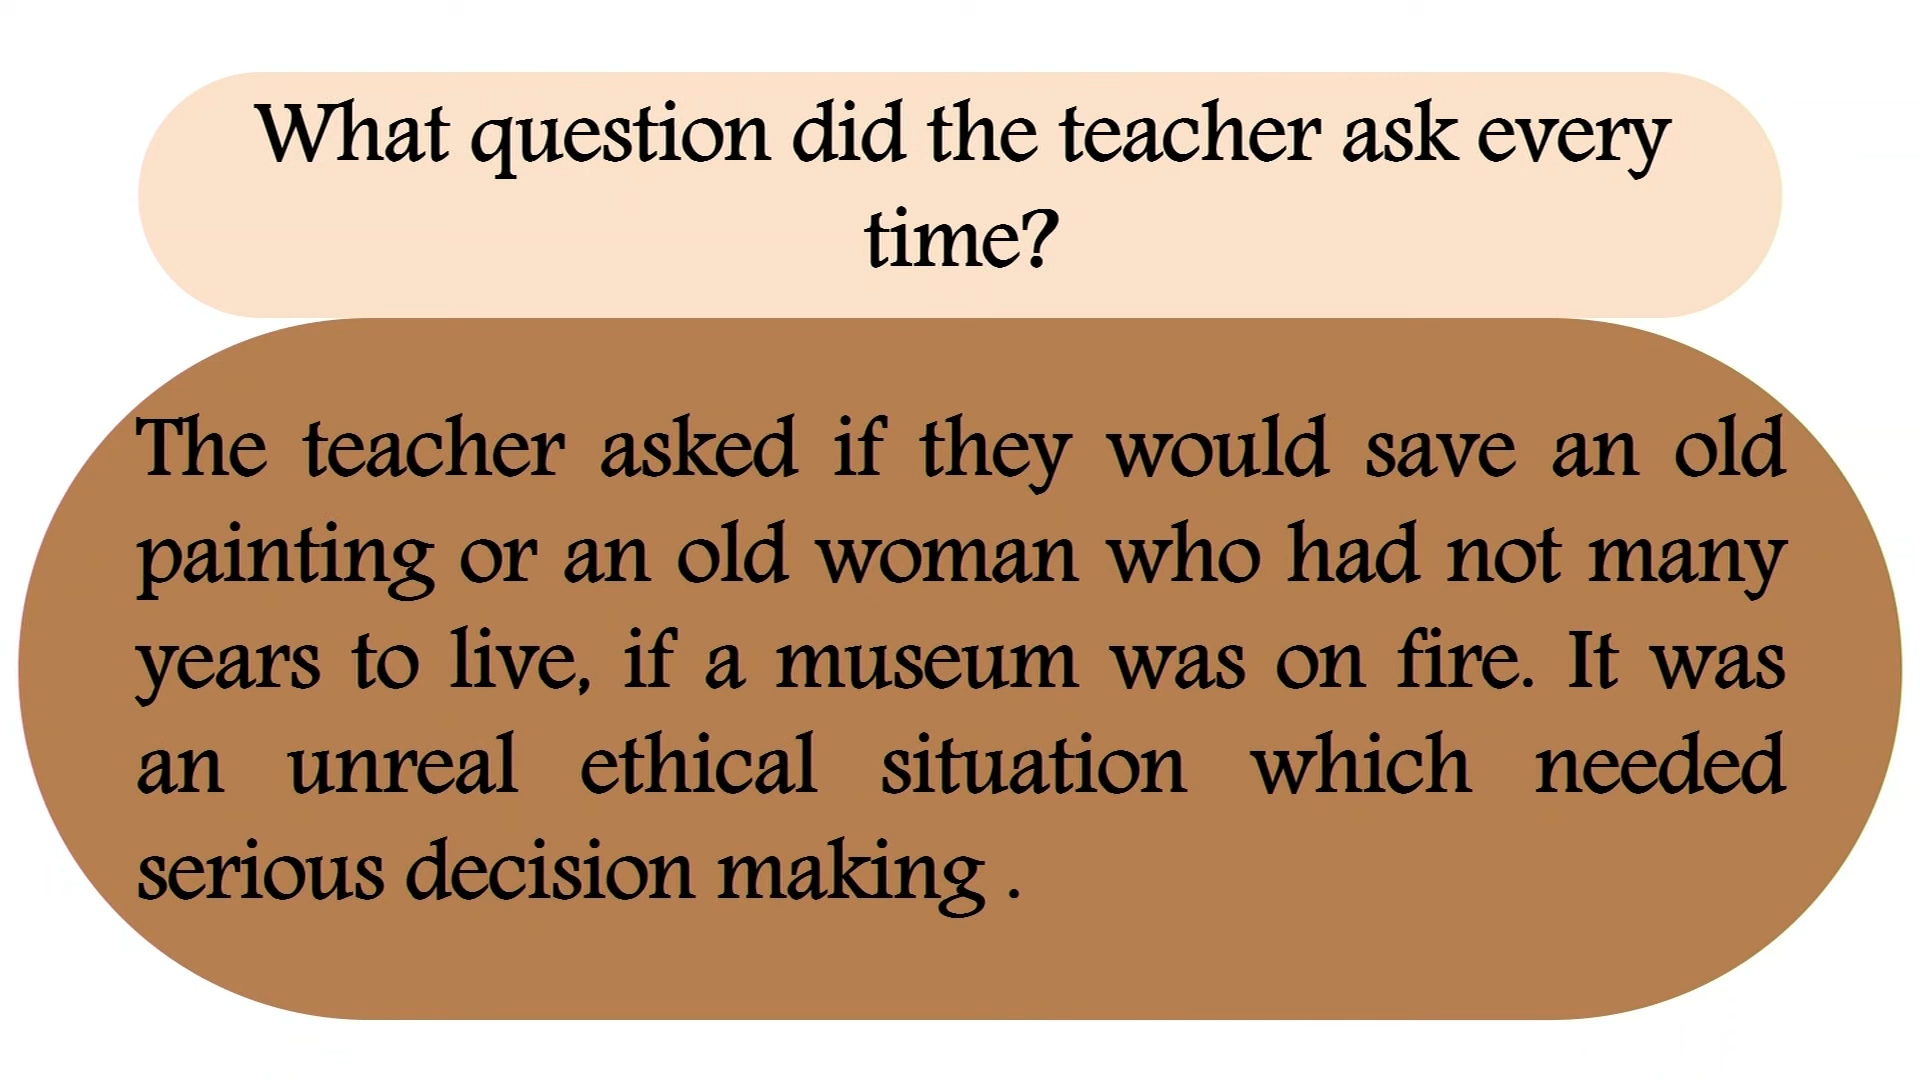 What question did the teacher ask every
time?
The teacher asked if they would save an old
painting or an old woman who had not many
years to live, if a museum was on fire. It was
an unreal ethical situation which needed
serious decision making .